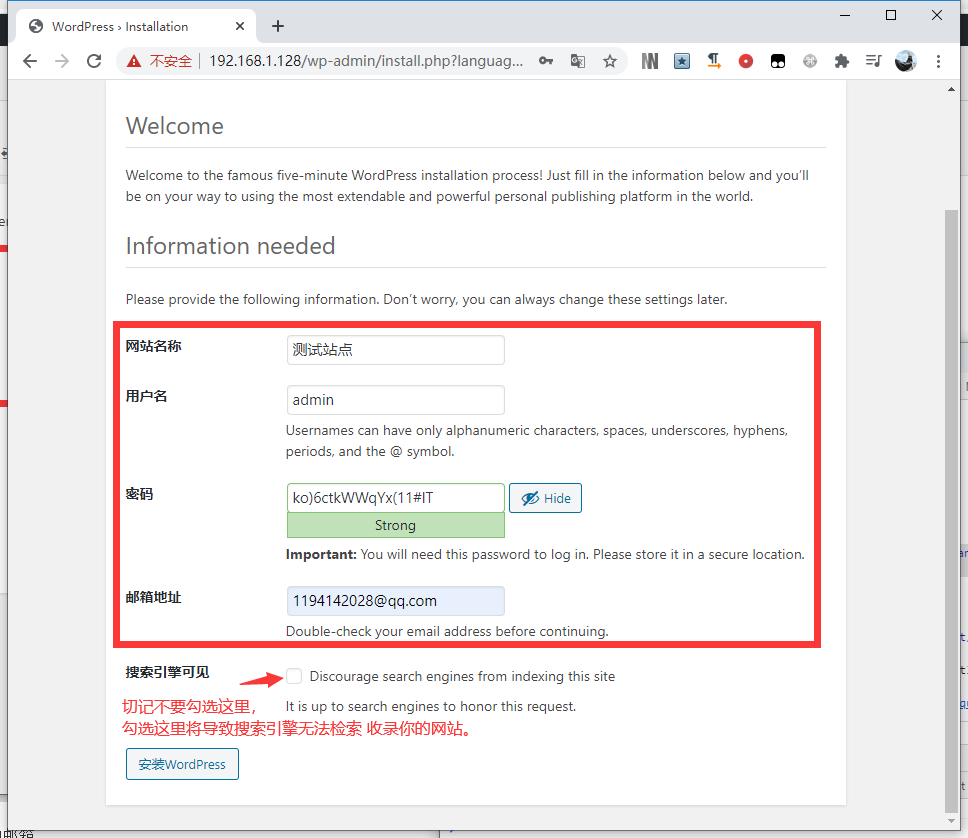 WordPress › Installation
不安全 192.168.1.128/wp-admin/install.php?languag...
Welcome
Welcome to the famous five-minute WordPress installation process! Just fill in the information below and you’ll
be on your way to using the most extendable and powerful personal publishing platform in the world.
Information needed
Please provide the following information. Don’t worry, you can always change these settings later.
网站名称 测试站点
用户名 admin
Usernames can have only alphanumeric characters, spaces, underscores, hyphens,
periods, and the @ symbol.
密码 ko)6ctkWWqYx(11#IT Hide
Strong
Important: You will need this password to log in. Please store it in a secure location.
邮箱地址 1194142028@qq.com
Double-check your email address before continuing.
搜索引擎可见 Discourage search engines from indexing this site
切记不要勾选这里， It is up to search engines to honor this request.
勾选这里将导致搜索引擎无法检索 收录你的网站。
安装WordPress